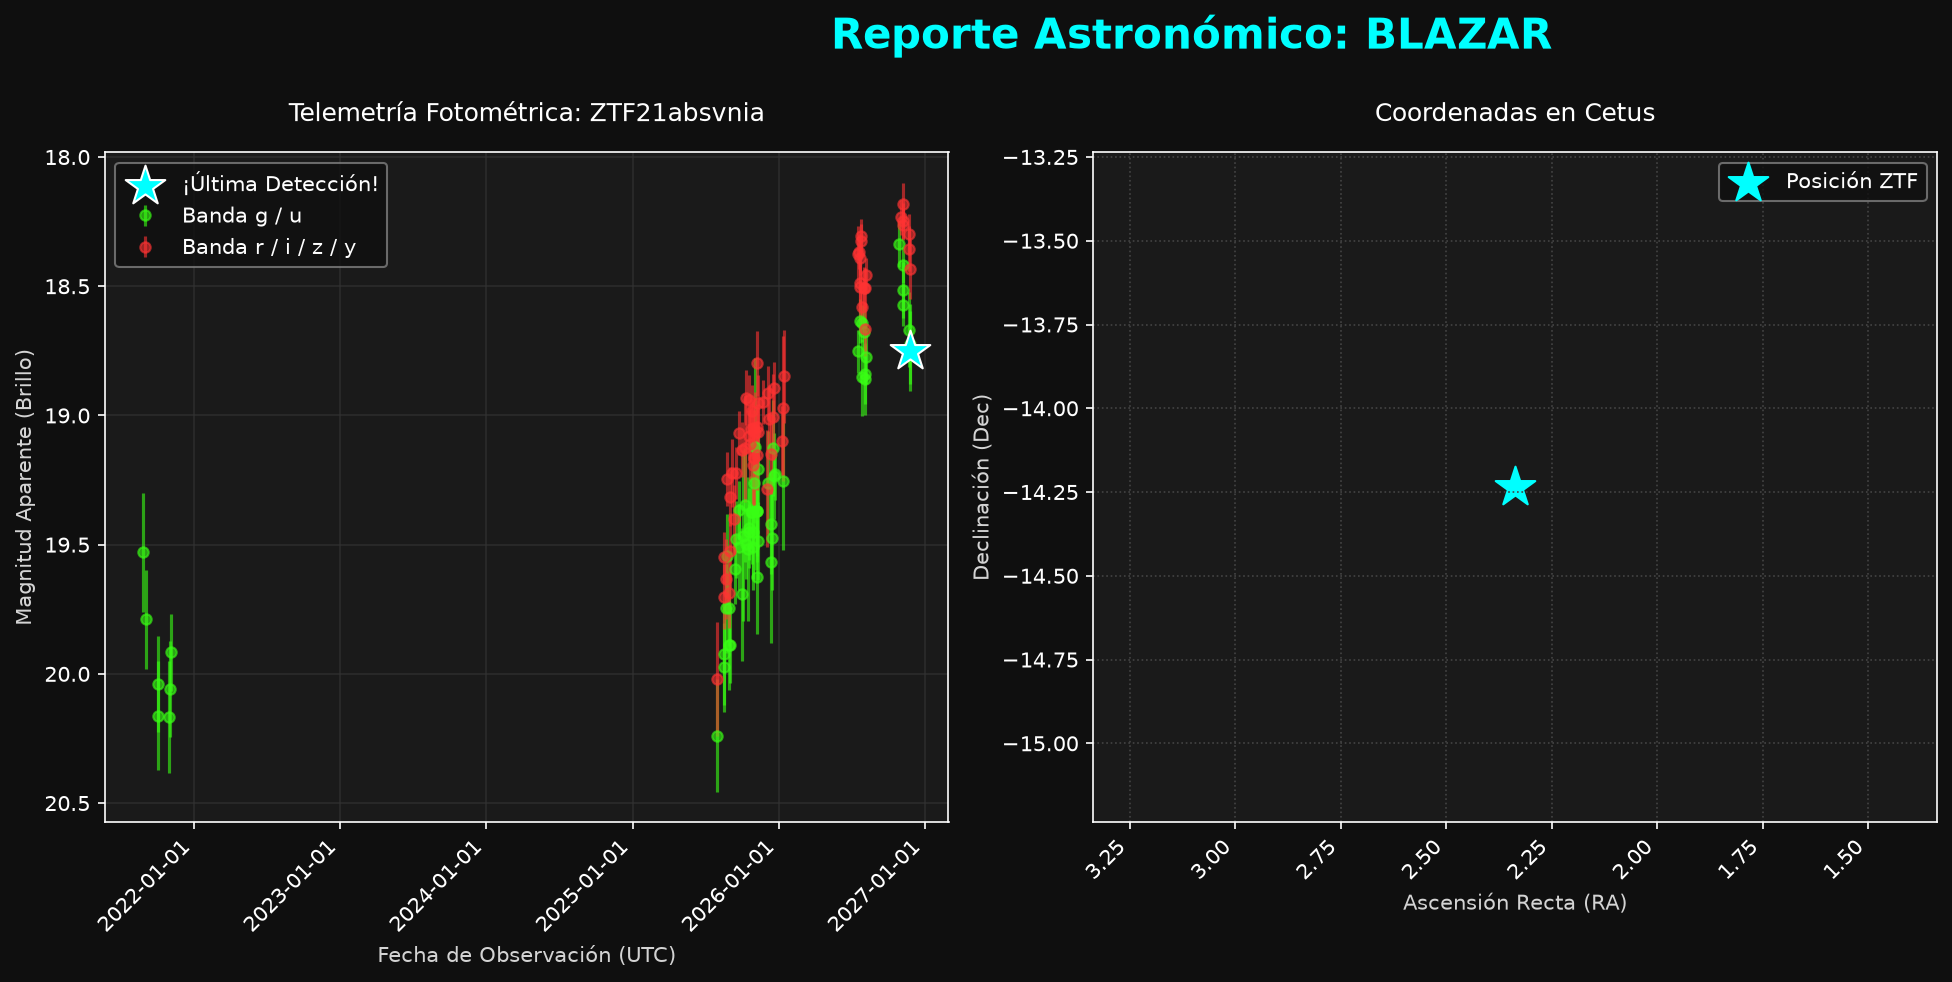 Reporte Astronómico: BLAZAR
Telemetría Fotométrica: ZTF21absvnia
¡Última Detección!
Banda g / u
Banda r / i / z / y
18.0
18.5
19.0
19.5
20.0
20.5
Magnitud Aparente (Brillo)
2022-01-01
2023-01-01
2024-01-01
2025-01-01
2026-01-01
2027-01-01
Fecha de Observación (UTC)
Coordenadas en Cetus
Posición ZTF
−13.25
−13.50
−13.75
−14.00
−14.25
−14.50
−14.75
−15.00
Declinación (Dec)
3.25
3.00
2.75
2.50
2.25
2.00
1.75
1.50
Ascensión Recta (RA)